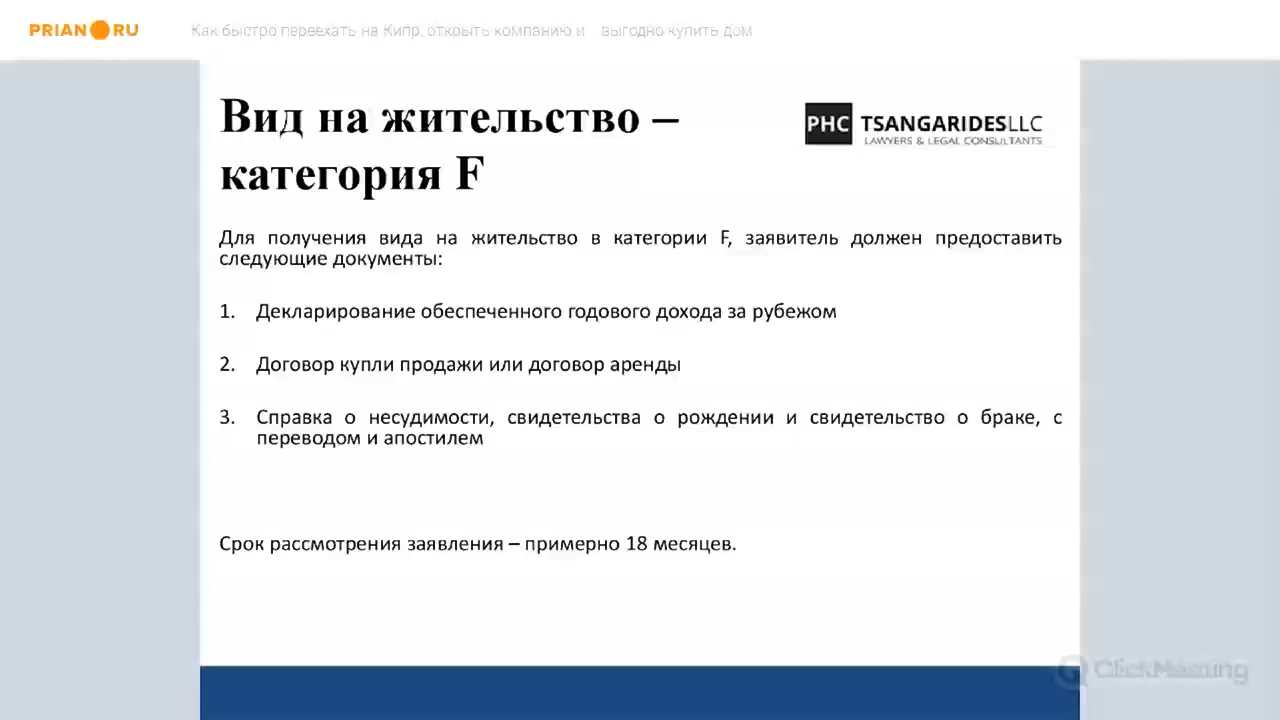 PRIAN RU
Как быстро переехать на Кипр, открыть компанию и... выгодно купить дом
Вид на жительство –
категория F
PHC TSANGARIDESLLC
LAWYERS & LEGAL CONSULTANTS
Для получения вида на жительство в категории F, заявитель должен предоставить
следующие документы:
1. Декларирование обеспеченного годового дохода за рубежом
2. Договор купли продажи или договор аренды
3. Справка о несудимости, свидетельства о рождении и свидетельство о браке, с
переводом и апостилем
Срок рассмотрения заявления – примерно 18 месяцев.
ClickMeeting